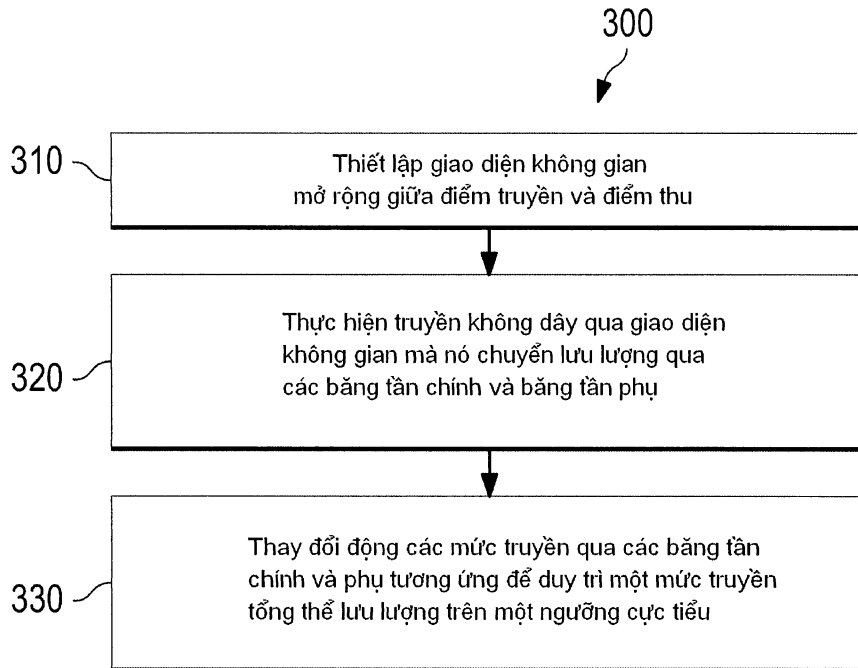 300
310
Thiết lập giao diện không gian
mở rộng giữa điểm truyền và điểm thu
320
Thực hiện truyền không dây qua giao diện
không gian mà nó chuyển lưu lượng qua
các băng tần chính và băng tần phụ
330
Thay đổi động các mức truyền qua các băng tần
chính và phụ tương ứng để duy trì một mức truyền
tổng thể lưu lượng trên một ngưỡng cực tiểu